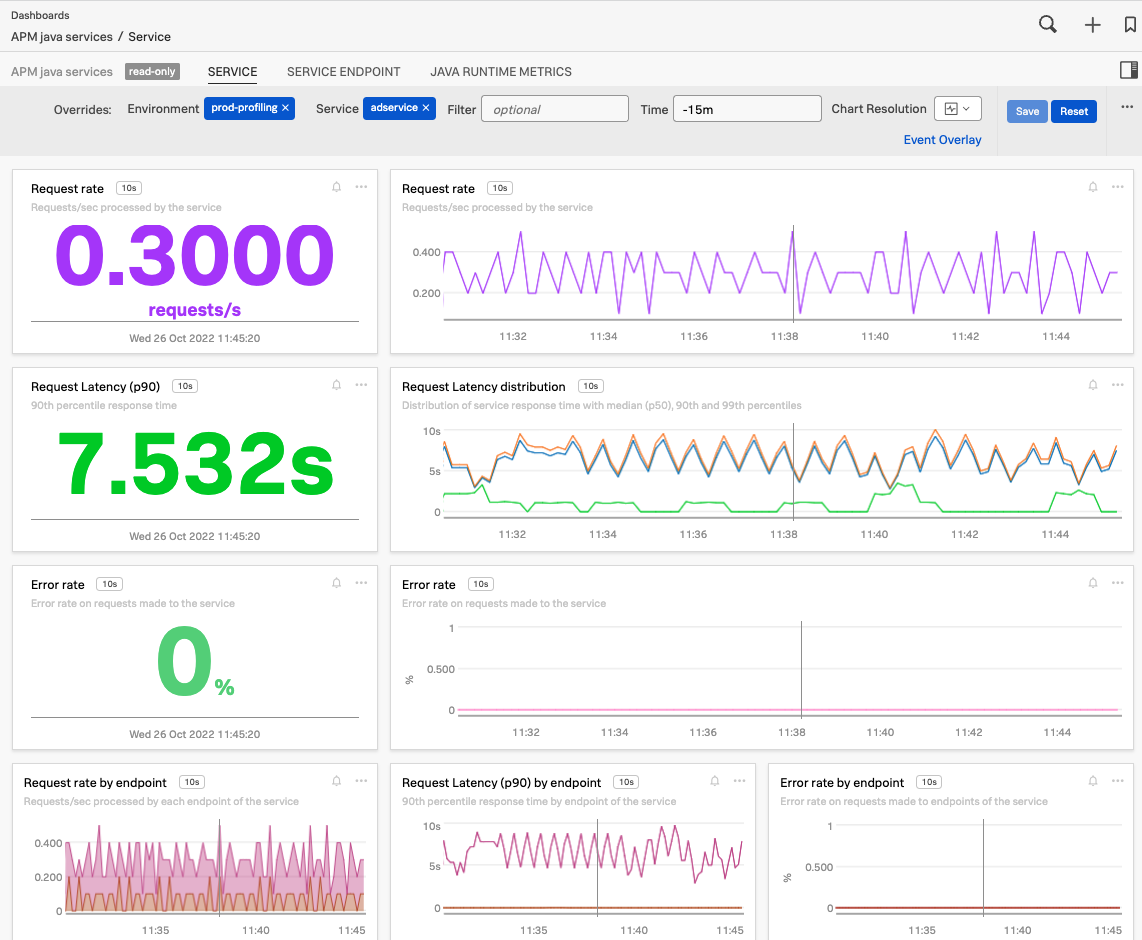 Dashboards
APM java services / Service
APM java services read-only SERVICE SERVICE ENDPOINT JAVA RUNTIME METRICS
Overrides: Environment prod-profiling × Service adservice × Filter optional Time -15m Chart Resolution Save Reset
Event Overlay
Request rate 10s
Requests/sec processed by the service
0.3000
requests/s
Wed 26 Oct 2022 11:45:20
Request rate 10s
Requests/sec processed by the service
0.400
0.200
11:32 11:34 11:36 11:38 11:40 11:42 11:44
Request Latency (p90) 10s
90th percentile response time
7.532s
Wed 26 Oct 2022 11:45:20
Request Latency distribution 10s
Distribution of service response time with median (p50), 90th and 99th percentiles
10s
5s
0
11:32 11:34 11:36 11:38 11:40 11:42 11:44
Error rate 10s
Error rate on requests made to the service
0%
Wed 26 Oct 2022 11:45:20
Error rate 10s
Error rate on requests made to the service
1
0.500
0
%
11:32 11:34 11:36 11:38 11:40 11:42 11:44
Request rate by endpoint 10s
Requests/sec processed by each endpoint of the service
0.400
0.200
0
11:35 11:40 11:45
Request Latency (p90) by endpoint 10s
90th percentile response time by endpoint of the service
10s
5s
0
11:35 11:40 11:45
Error rate by endpoint 10s
Error rate on requests made to endpoints of the service
1
0.500
0
%
11:35 11:40 11:45